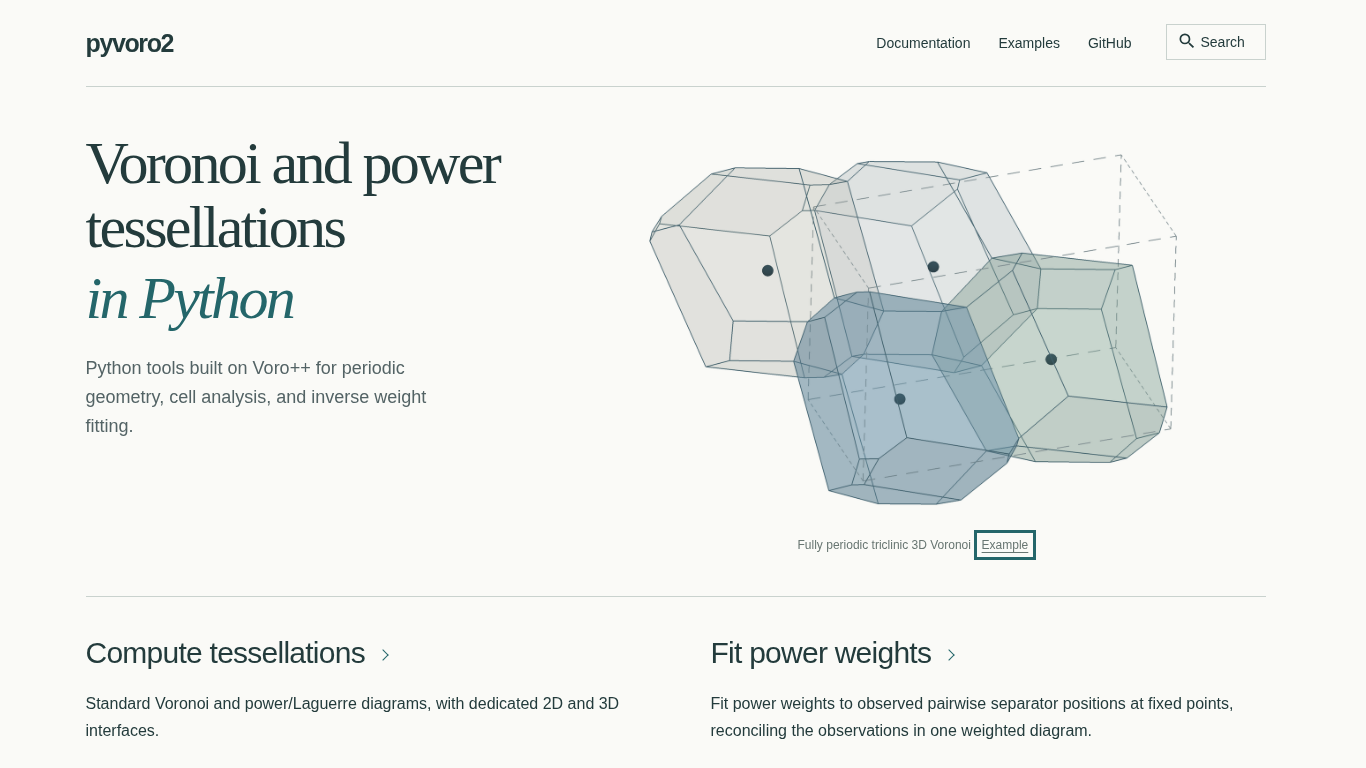 pyvoro2
Documentation
Examples
GitHub
Search
Voronoi and power
tessellations
in Python
Python tools built on Voro++ for periodic
geometry, cell analysis, and inverse weight
fitting.
Fully periodic triclinic 3D Voronoi Example
Compute tessellations
Standard Voronoi and power/Laguerre diagrams, with dedicated 2D and 3D
interfaces.
Fit power weights
Fit power weights to observed pairwise separator positions at fixed points,
reconciling the observations in one weighted diagram.